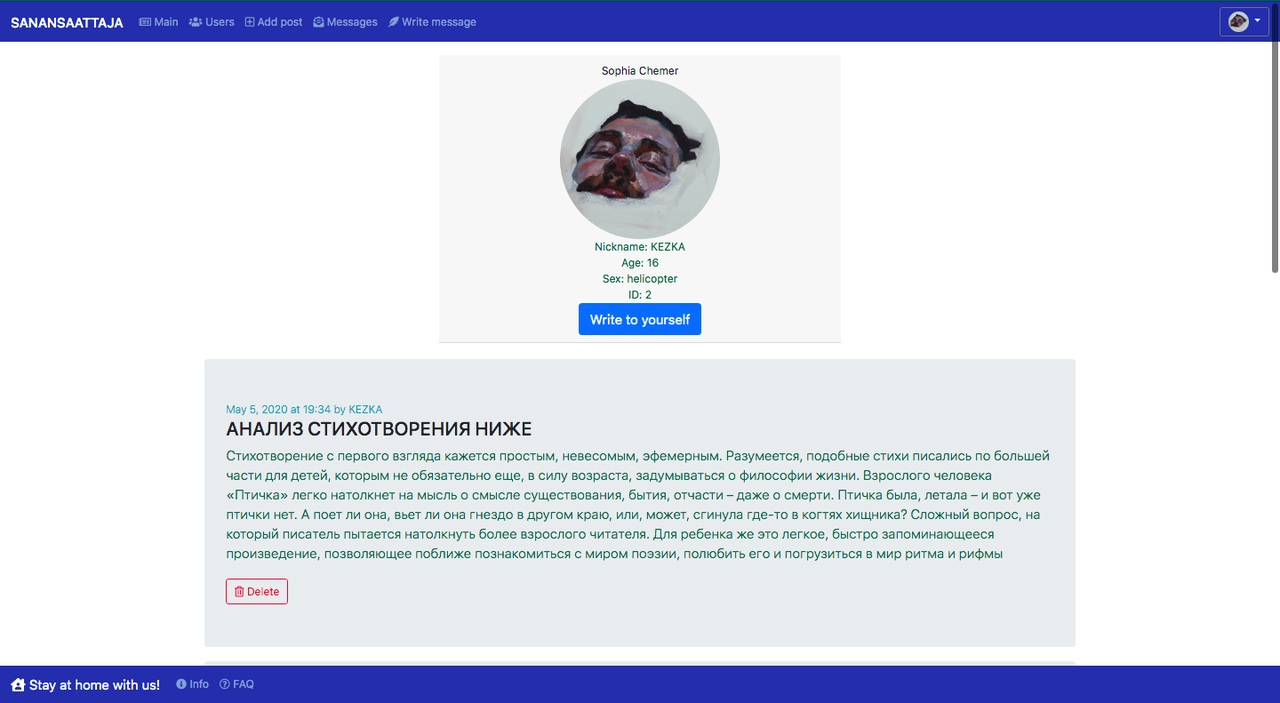 SANANSAATTAJA Main Users Add post Messages Write message
Sophia Chemer
Nickname: KEZKA
Age: 16
Sex: helicopter
ID: 2
Write to yourself
May 5, 2020 at 19:34 by KEZKA
АНАЛИЗ СТИХОТВОРЕНИЯ НИЖЕ
Стихотворение с первого взгляда кажется простым, невесомым, эфемерным. Разумеется, подобные стихи писались по большей
части для детей, которым не обязательно еще, в силу возраста, задумываться о философии жизни. Взрослого человека
«Птичка» легко натолкнет на мысль о смысле существования, бытия, отчасти – даже о смерти. Птичка была, летала – и вот уже
птички нет. А поет ли она, вьет ли она гнездо в другом краю, или, может, сгинула где-то в когтях хищника? Сложный вопрос, на
который писатель пытается натолкнуть более взрослого читателя. Для ребенка же это легкое, быстро запоминающееся
произведение, позволяющее поближе познакомиться с миром поэзии, полюбить его и погрузиться в мир ритма и рифмы
Delete
Stay at home with us! Info FAQ